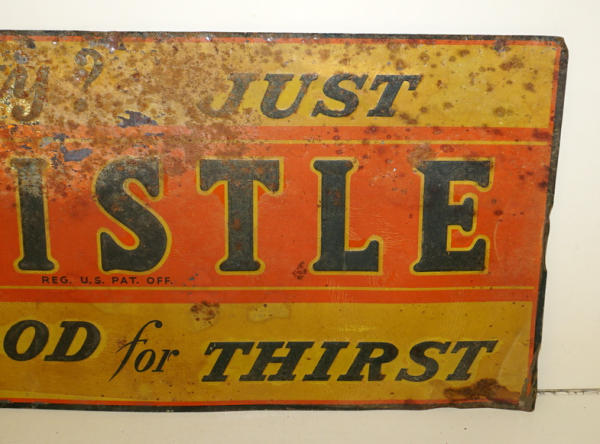 y? JUST
ISTLE
REG. U.S. PAT. OFF.
OD for THIRST